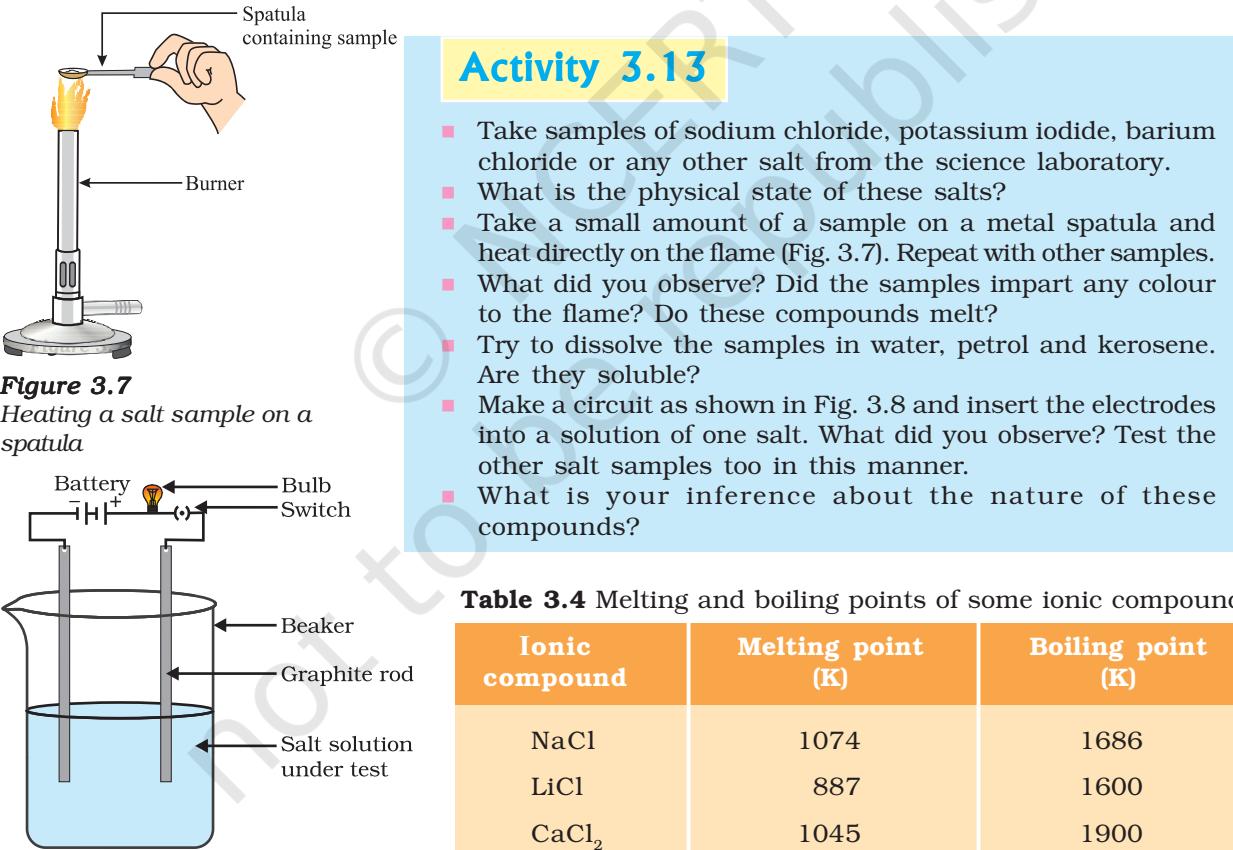 Spatula
containing sample
Burner
Figure 3.7
Heating a salt sample on a
spatula
Battery
Bulb
Switch
− +
Beaker
Graphite rod
Salt solution
under test
Activity 3.13
Take samples of sodium chloride, potassium iodide, barium
chloride or any other salt from the science laboratory.
What is the physical state of these salts?
Take a small amount of a sample on a metal spatula and
heat directly on the flame (Fig. 3.7). Repeat with other samples.
What did you observe? Did the samples impart any colour
to the flame? Do these compounds melt?
Try to dissolve the samples in water, petrol and kerosene.
Are they soluble?
Make a circuit as shown in Fig. 3.8 and insert the electrodes
into a solution of one salt. What did you observe? Test the
other salt samples too in this manner.
What is your inference about the nature of these
compounds?
Table 3.4 Melting and boiling points of some ionic compound
Ionic compound | Melting point (K) | Boiling point (K)
NaCl 1074 1686
LiCl 887 1600
CaCl₂ 1045 1900
© NCERT
not to be republis